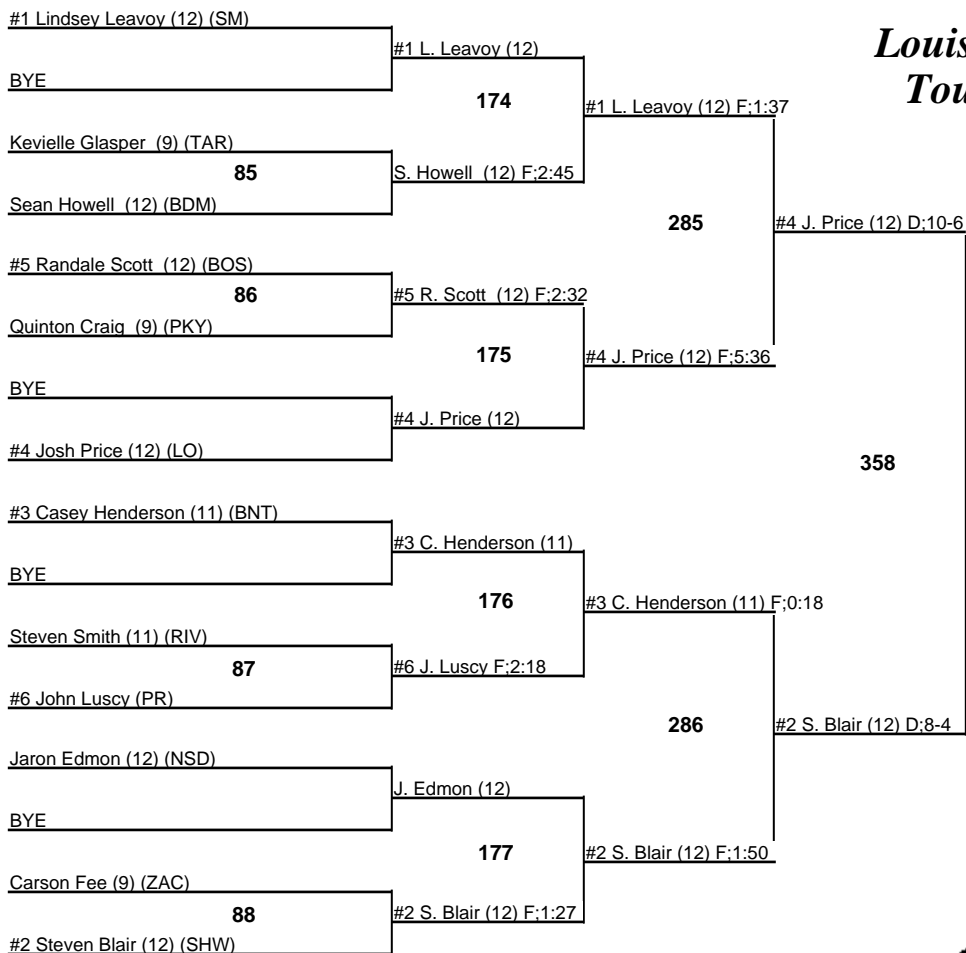 #1 Lindsey Leavoy (12) (SM)
Louis
#1 L. Leavoy (12)
BYE
Tou
174
#1 L. Leavoy (12) F;1:37
Kevielle Glasper (9) (TAR)
85
S. Howell (12) F;2:45
Sean Howell (12) (BDM)
285
#4 J. Price (12) D;10-6
#5 Randale Scott (12) (BOS)
86
#5 R. Scott (12) F;2:32
Quinton Craig (9) (PKY)
175
#4 J. Price (12) F;5:36
BYE
#4 J. Price (12)
#4 Josh Price (12) (LO)
358
#3 Casey Henderson (11) (BNT)
#3 C. Henderson (11)
BYE
176
#3 C. Henderson (11) F;0:18
Steven Smith (11) (RIV)
87
#6 J. Luscy F;2:18
#6 John Luscy (PR)
286
#2 S. Blair (12) D;8-4
Jaron Edmon (12) (NSD)
J. Edmon (12)
BYE
177
#2 S. Blair (12) F;1:50
Carson Fee (9) (ZAC)
88
#2 S. Blair (12) F;1:27
#2 Steven Blair (12) (SHW)